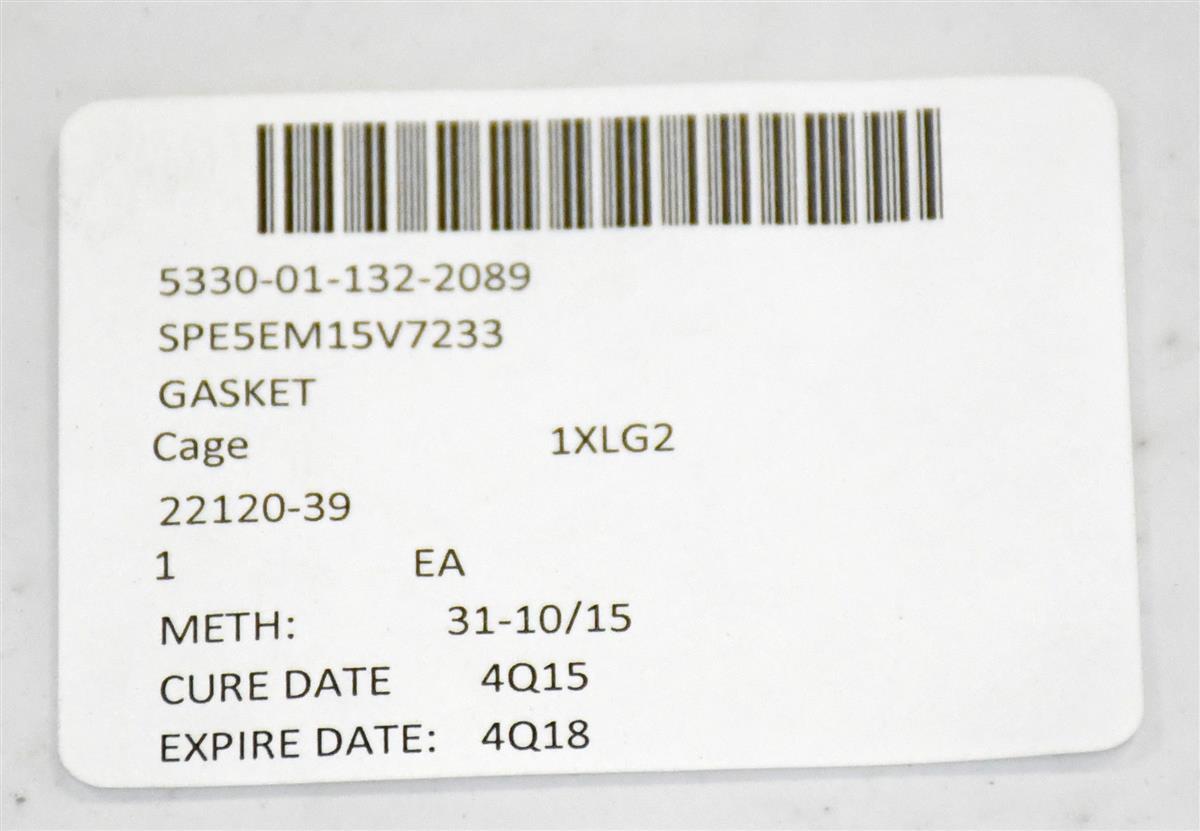 5330-01-132-2089
SPE5EM15V7233
GASKET
Cage 1XLG2
22120-39
1 EA
METH: 31-10/15
CURE DATE 4Q15
EXPIRE DATE: 4Q18